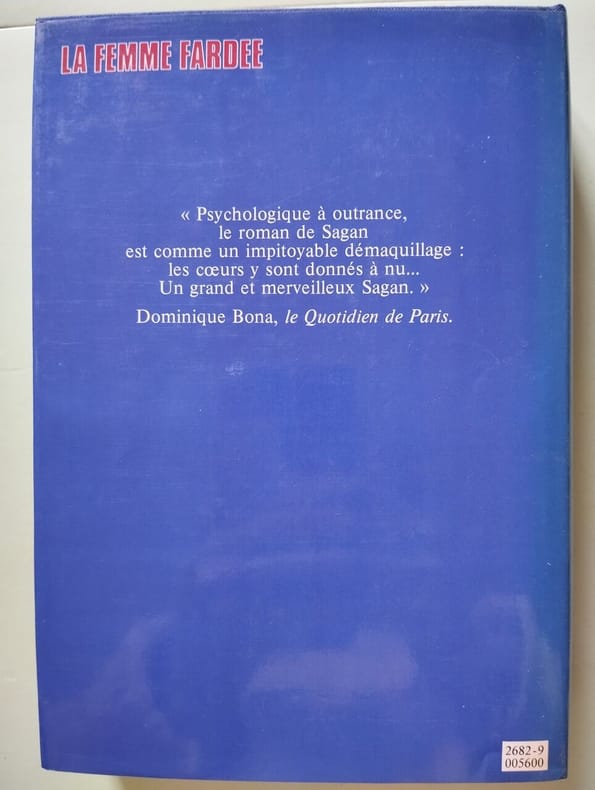 LA FEMME FARDEE
« Psychologique à outrance,
le roman de Sagan
est comme un impitoyable démaquillage :
les cœurs y sont donnés à nu...
Un grand et merveilleux Sagan. »
Dominique Bona, le Quotidien de Paris.
2682-9
005600